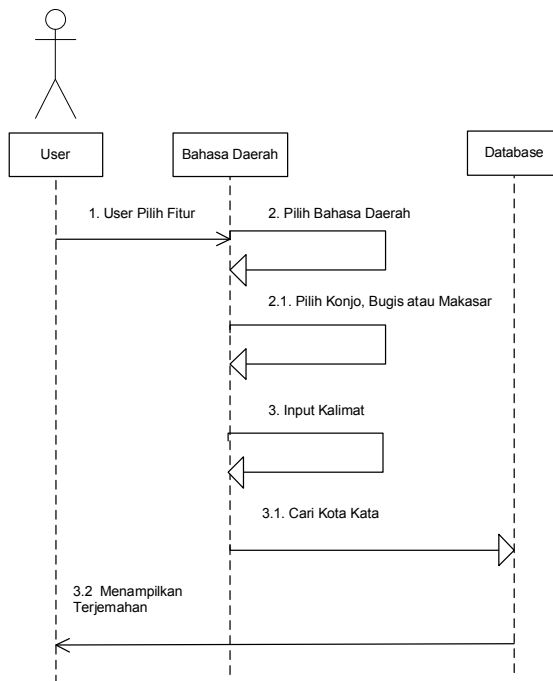 User
Bahasa Daerah
Database
1. User Pilih Fitur
2. Pilih Bahasa Daerah
2.1. Pilih Konjo, Bugis atau Makasar
3. Input Kalimat
3.1. Cari Kota Kata
3.2 Menampilkan
Terjemahan